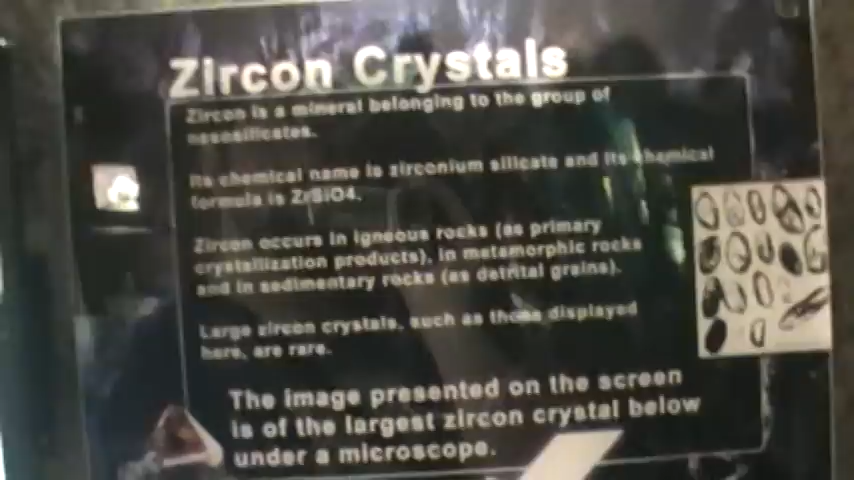 Zircon Crystals
Zircon is a mineral belonging to the group of
nesosilicates.
Its chemical name is zirconium silicate and its chemical
formula is ZrSiO4.
Zircon occurs in igneous rocks (as primary
crystallization products), in metamorphic rocks
and in sedimentary rocks (as detrital grains).
Large zircon crystals, such as those displayed
here, are rare.
The image presented on the screen
is of the largest zircon crystal below
under a microscope.